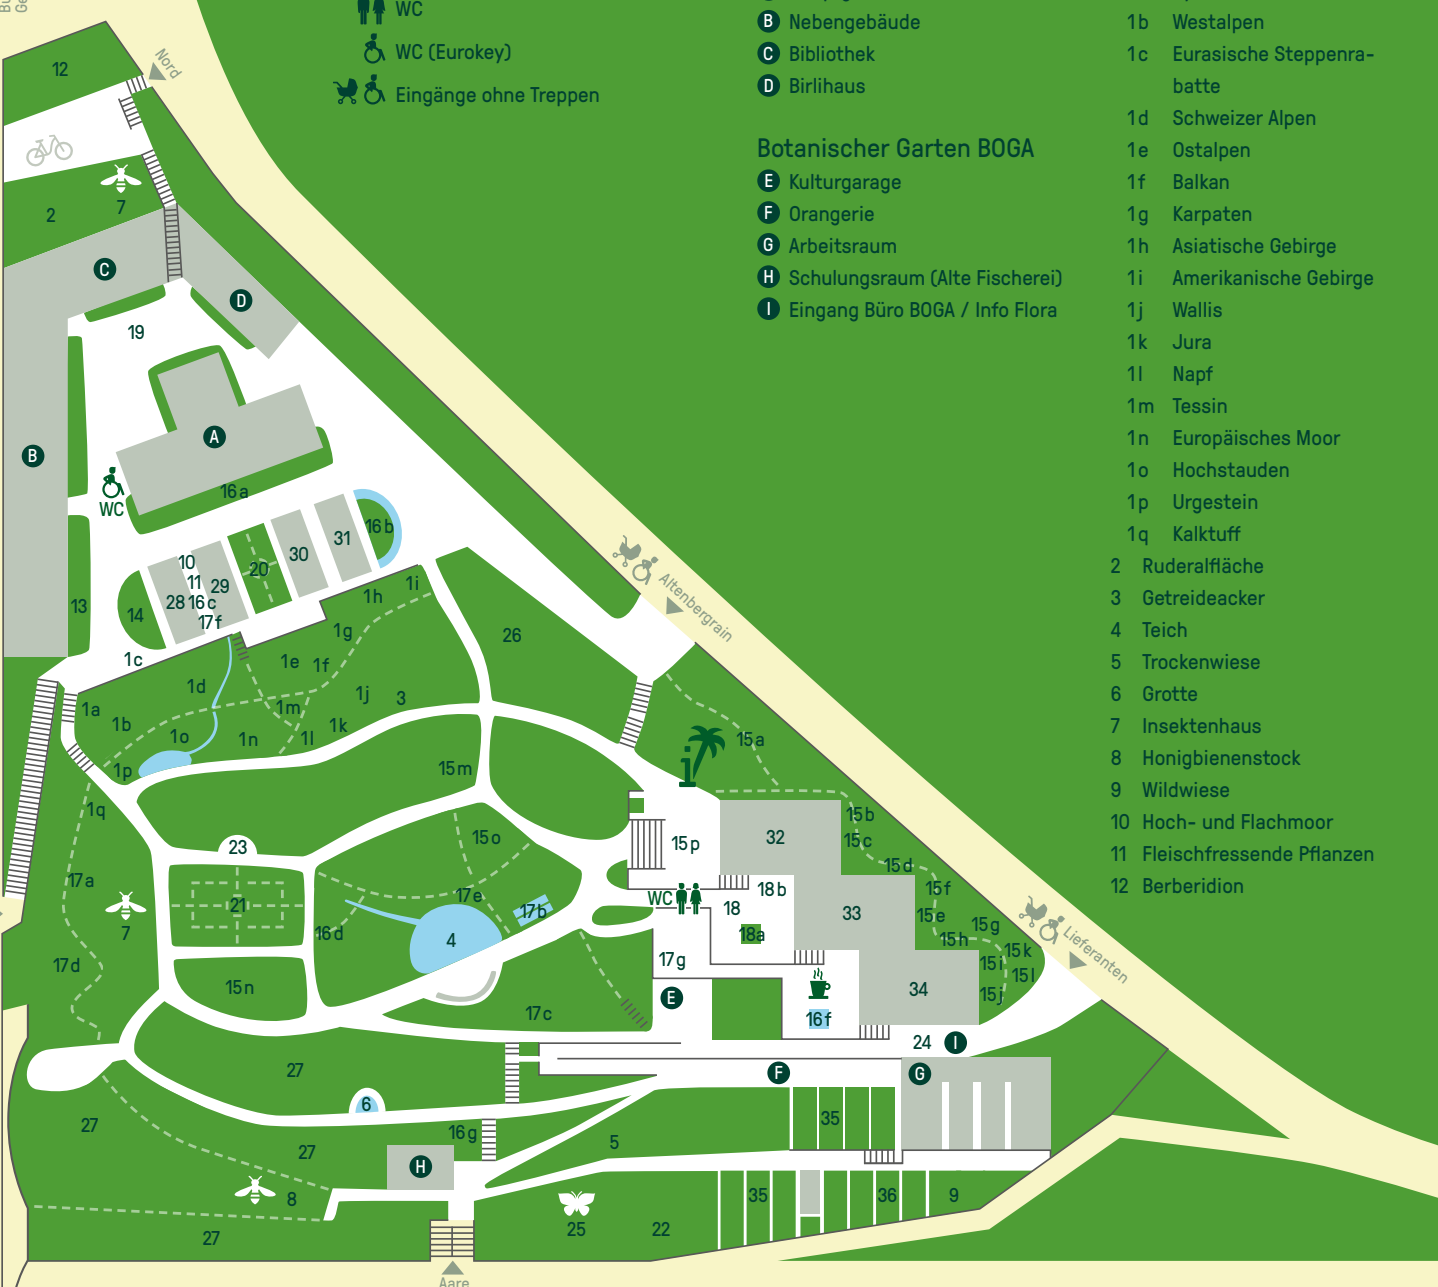 WC
WC (Eurokey)
Eingänge ohne Treppen
B Nebengebäude
C Bibliothek
D Birlihaus
Botanischer Garten BOGA
E Kulturgarage
F Orangerie
G Arbeitsraum
H Schulungsraum (Alte Fischerei)
I Eingang Büro BOGA / Info Flora
1b Westalpen
1c Eurasische Steppenra-
batte
1d Schweizer Alpen
1e Ostalpen
1f Balkan
1g Karpaten
1h Asiatische Gebirge
1i Amerikanische Gebirge
1j Wallis
1k Jura
1l Napf
1m Tessin
1n Europäisches Moor
1o Hochstauden
1p Urgestein
1q Kalktuff
2 Ruderalfläche
3 Getreideacker
4 Teich
5 Trockenwiese
6 Grotte
7 Insektenhaus
8 Honigbienenstock
9 Wildwiese
10 Hoch- und Flachmoor
11 Fleischfressende Pflanzen
12 Berberidion
12
Nord
2
7
C
D
19
A
B
WC
16a
16b
31
30
20
10
11
29
28
16c
17f
13
14
1c
1i
1h
1g
1e
1f
1d
1j
3
1a
1b
1m
1k
1o
1n
1l
1p
1q
26
Altenbergrain
15m
15a
23
15o
15p
32
15b
15c
15d
17a
21
17e
17b
WC
18b
18
18a
33
15f
15e
15g
15h
7
16d
4
17g
15k
15i
15l
15j
Lieferanten
17d
15n
17c
E
34
16f
24
I
27
F
G
6
35
27
16g
5
27
H
8
35
36
9
25
22
27
Aare